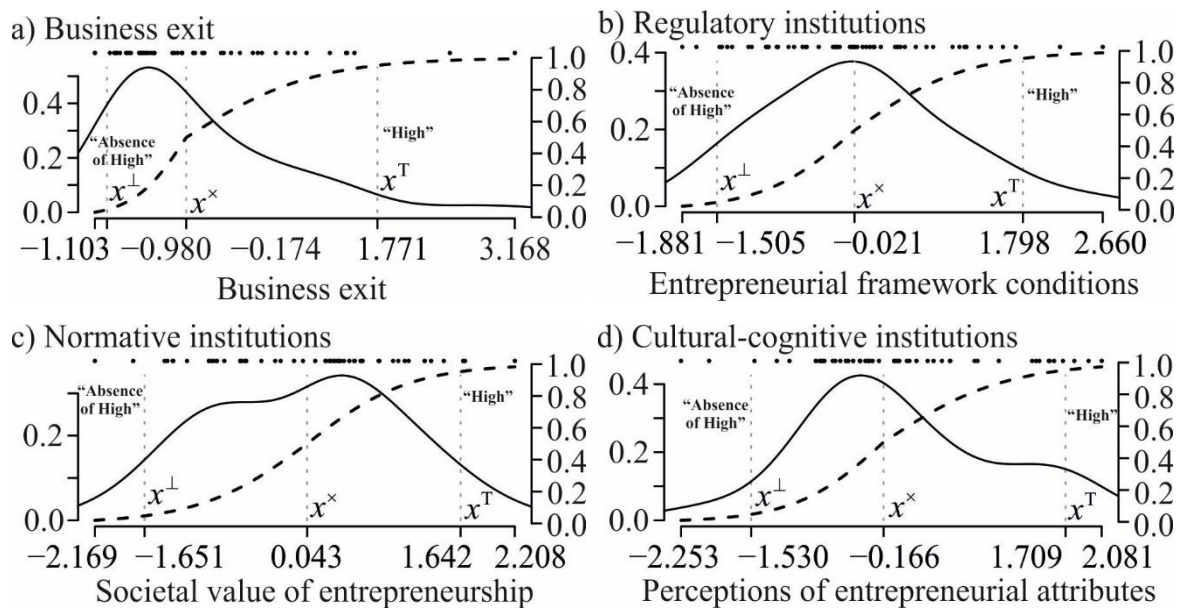 a) Business exit
0.4
0.2
0.0
1.0
0.8
0.6
0.4
0.2
0.0
“Absence
of High”
“High”
x⊥
x×
xT
−1.103 −0.980 −0.174 1.771 3.168
Business exit
b) Regulatory institutions
0.4
0.2
0.0
1.0
0.8
0.6
0.4
0.2
0.0
“Absence
of High”
“High”
x⊥
x×
xT
−1.881 −1.505 −0.021 1.798 2.660
Entrepreneurial framework conditions
c) Normative institutions
0.2
0.0
1.0
0.8
0.6
0.4
0.2
0.0
“Absence
of High”
“High”
x⊥
x×
xT
−2.169 −1.651 0.043 1.642 2.208
Societal value of entrepreneurship
d) Cultural-cognitive institutions
0.4
0.2
0.0
1.0
0.8
0.6
0.4
0.2
0.0
“Absence
of High”
“High”
x⊥
x×
xT
−2.253 −1.530 −0.166 1.709 2.081
Perceptions of entrepreneurial attributes